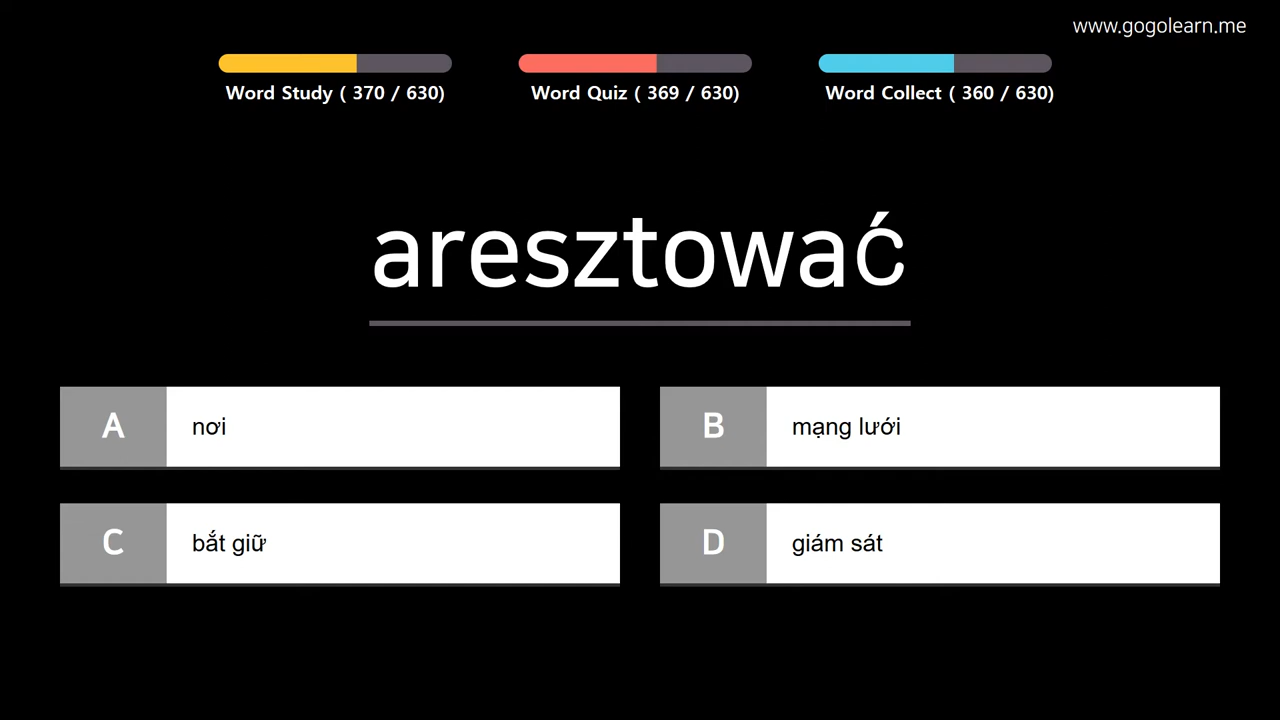 www.gogolearn.me
Word Study ( 370 / 630)
Word Quiz ( 369 / 630)
Word Collect ( 360 / 630)
aresztować
A nơi
B mạng lưới
C bắt giữ
D giám sát